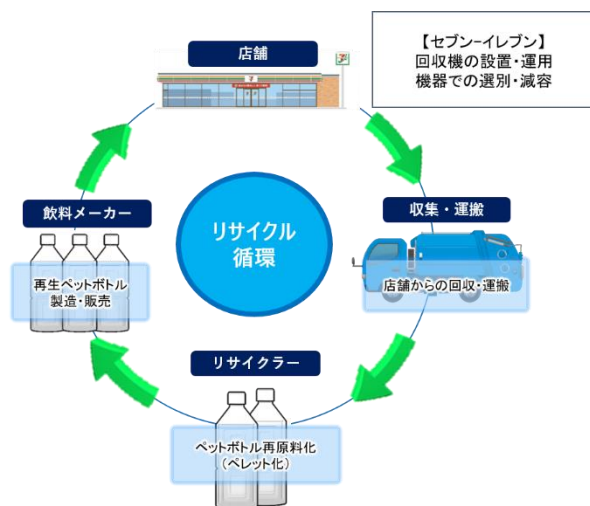 店舗
【セブン-イレブン】
回収機の設置・運用
機器での選別・減容
7
収集・運搬
店舗からの回収・運搬
リサイクル
循環
飲料メーカー
再生ペットボトル
製造・販売
リサイクラー
ペットボトル再原料化
(ペレット化)